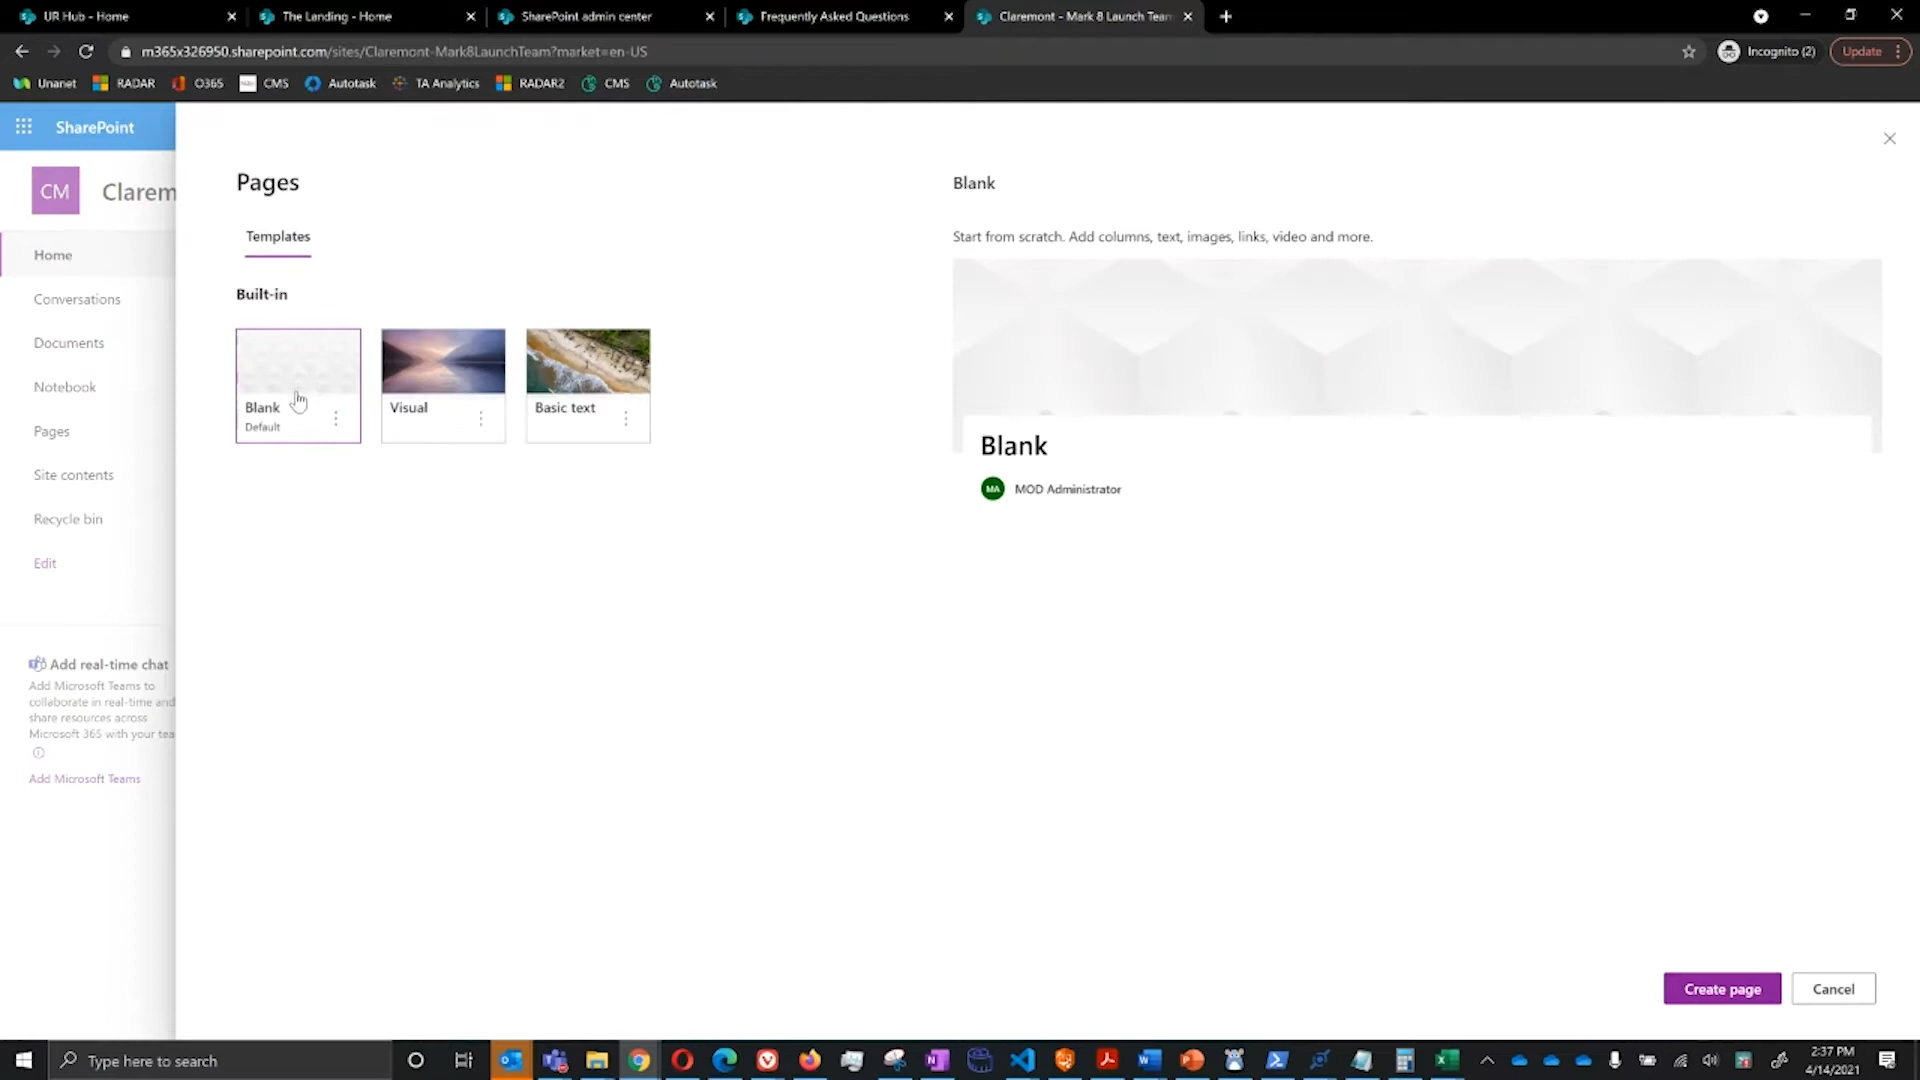 UR Hub - Home
The Landing - Home
SharePoint admin center
Frequently Asked Questions
Claremont - Mark 8 Launch Team
m365x326950.sharepoint.com/sites/Claremont-Mark8LaunchTeam?market=en-US
Incognito (2)
Update
Unanet
RADAR
O365
CMS
Autotask
TA Analytics
RADAR2
CMS
Autotask
SharePoint
CM
Clarem
Home
Conversations
Documents
Notebook
Pages
Site contents
Recycle bin
Edit
Add real-time chat
Add Microsoft Teams to
collaborate in real-time and
share resources across
Microsoft 365 with your tea
Add Microsoft Teams
Pages
Templates
Built-in
Blank
Default
Visual
Basic text
Blank
Start from scratch. Add columns, text, images, links, video and more.
Blank
MA
MOD Administrator
Create page
Cancel
Type here to search
2:37 PM
4/14/2021